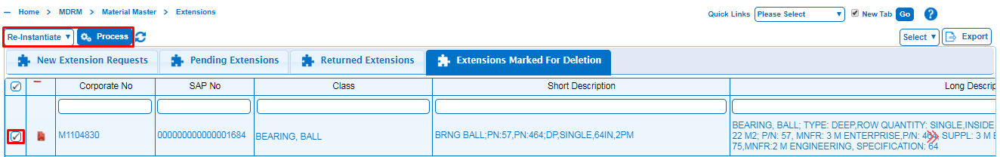 Home > MDRM > Material Master > Extensions
Quick Links Please Select New Tab Go ?
Re-Instantiate Process Select Export
New Extension Requests Pending Extensions Returned Extensions Extensions Marked For Deletion
Corporate No SAP No Class Short Description Long Descrip
M1104830 000000000000001684 BEARING, BALL BRNG BALL;PN:57,PN:464;DP,SINGLE,64IN,2PM
BEARING, BALL; TYPE: DEEP,ROW QUANTITY: SINGLE,INSIDE
22 M2; P/N: 57, MNFR: 3 M ENTERPRISE,P/N: 464, SUPPL: 3 M E
75,MNFR:2 M ENGINEERING, SPECIFICATION: 64